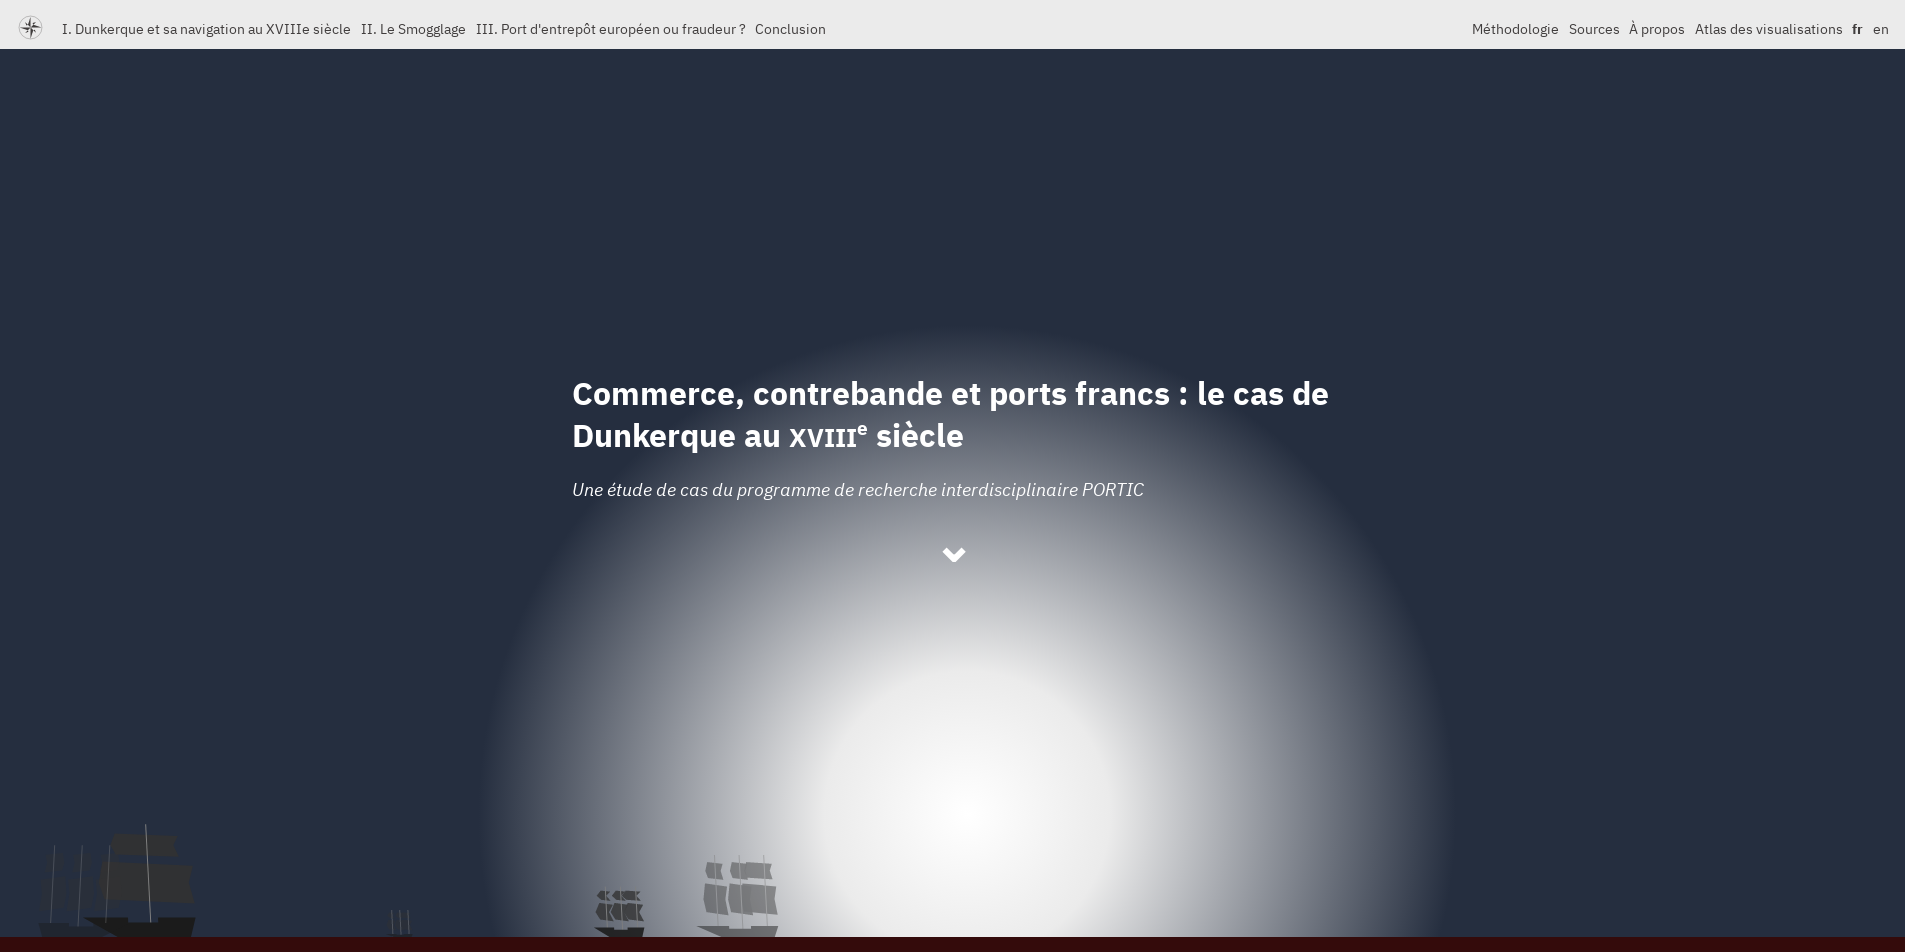 I. Dunkerque et sa navigation au XVIIIe siècle II. Le Smogglage III. Port d'entrepôt européen ou fraudeur ? Conclusion Méthodologie Sources À propos Atlas des visualisations fr en
Commerce, contrebande et ports francs : le cas de
Dunkerque au XVIIIe siècle
Une étude de cas du programme de recherche interdisciplinaire PORTIC